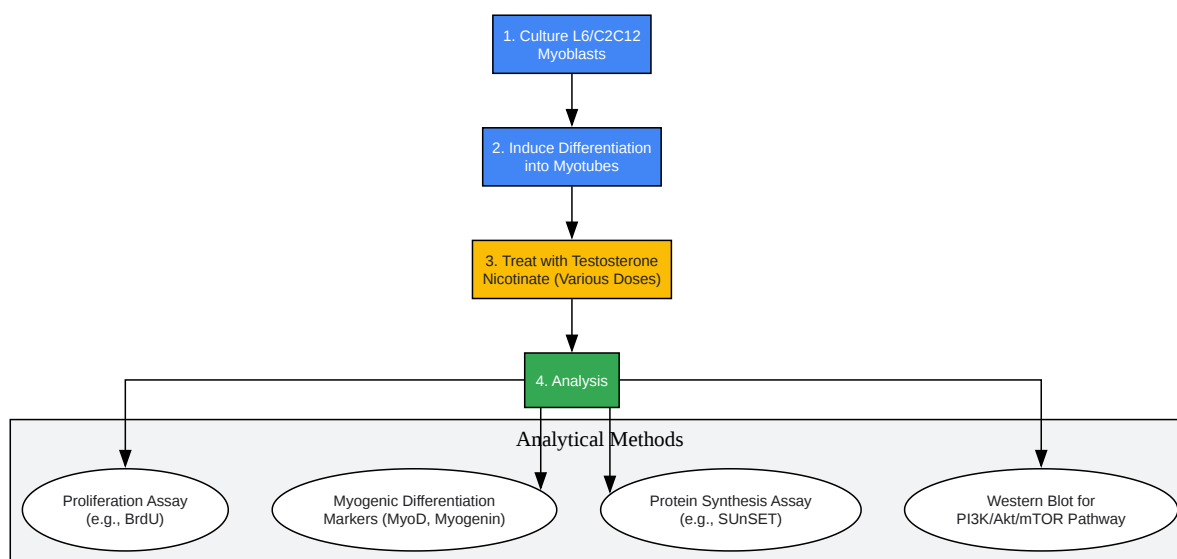 1. Culture L6/C2C12
Myoblasts
2. Induce Differentiation
into Myotubes
3. Treat with Testosterone
Nicotinate (Various Doses)
4. Analysis
Analytical Methods
Proliferation Assay
(e.g., BrdU)
Myogenic Differentiation
Markers (MyoD, Myogenin)
Protein Synthesis Assay
(e.g., SUnSET)
Western Blot for
PI3K/Akt/mTOR Pathway